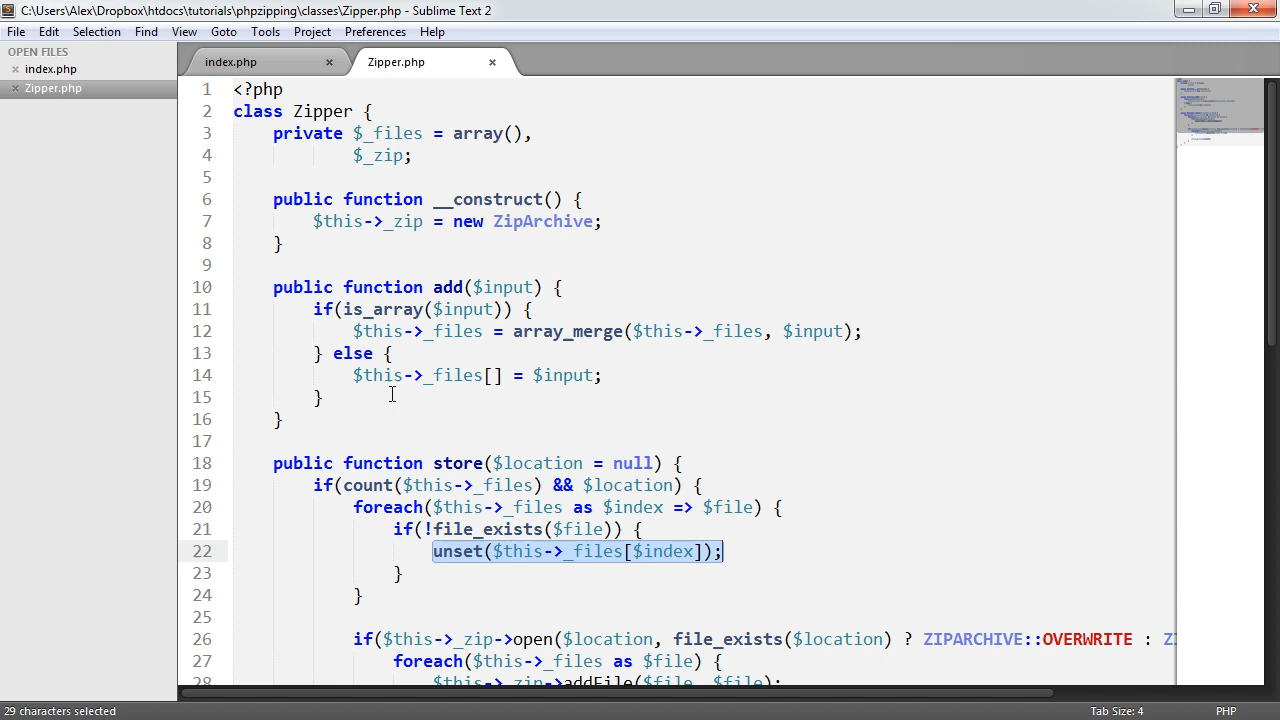 C:\Users\Alex\Dropbox\htdocs\tutorials\phpzipping\classes\Zipper.php - Sublime Text 2
File Edit Selection Find View Goto Tools Project Preferences Help
OPEN FILES
index.php
Zipper.php
index.php
Zipper.php
1 <?php
2 class Zipper {
3 private $_files = array(),
4 $_zip;
5
6 public function __construct() {
7 $this->_zip = new ZipArchive;
8 }
9
10 public function add($input) {
11 if(is_array($input)) {
12 $this->_files = array_merge($this->_files, $input);
13 } else {
14 $this->_files[] = $input;
15 }
16 }
17
18 public function store($location = null) {
19 if(count($this->_files) && $location) {
20 foreach($this->_files as $index => $file) {
21 if(!file_exists($file)) {
22 unset($this->_files[$index]);
23 }
24 }
25
26 if($this->_zip->open($location, file_exists($location) ? ZIPARCHIVE::OVERWRITE : ZI
27 foreach($this->_files as $file) {
28 $this->_zip->addFile($file, $file);
29 characters selected
Tab Size: 4
PHP